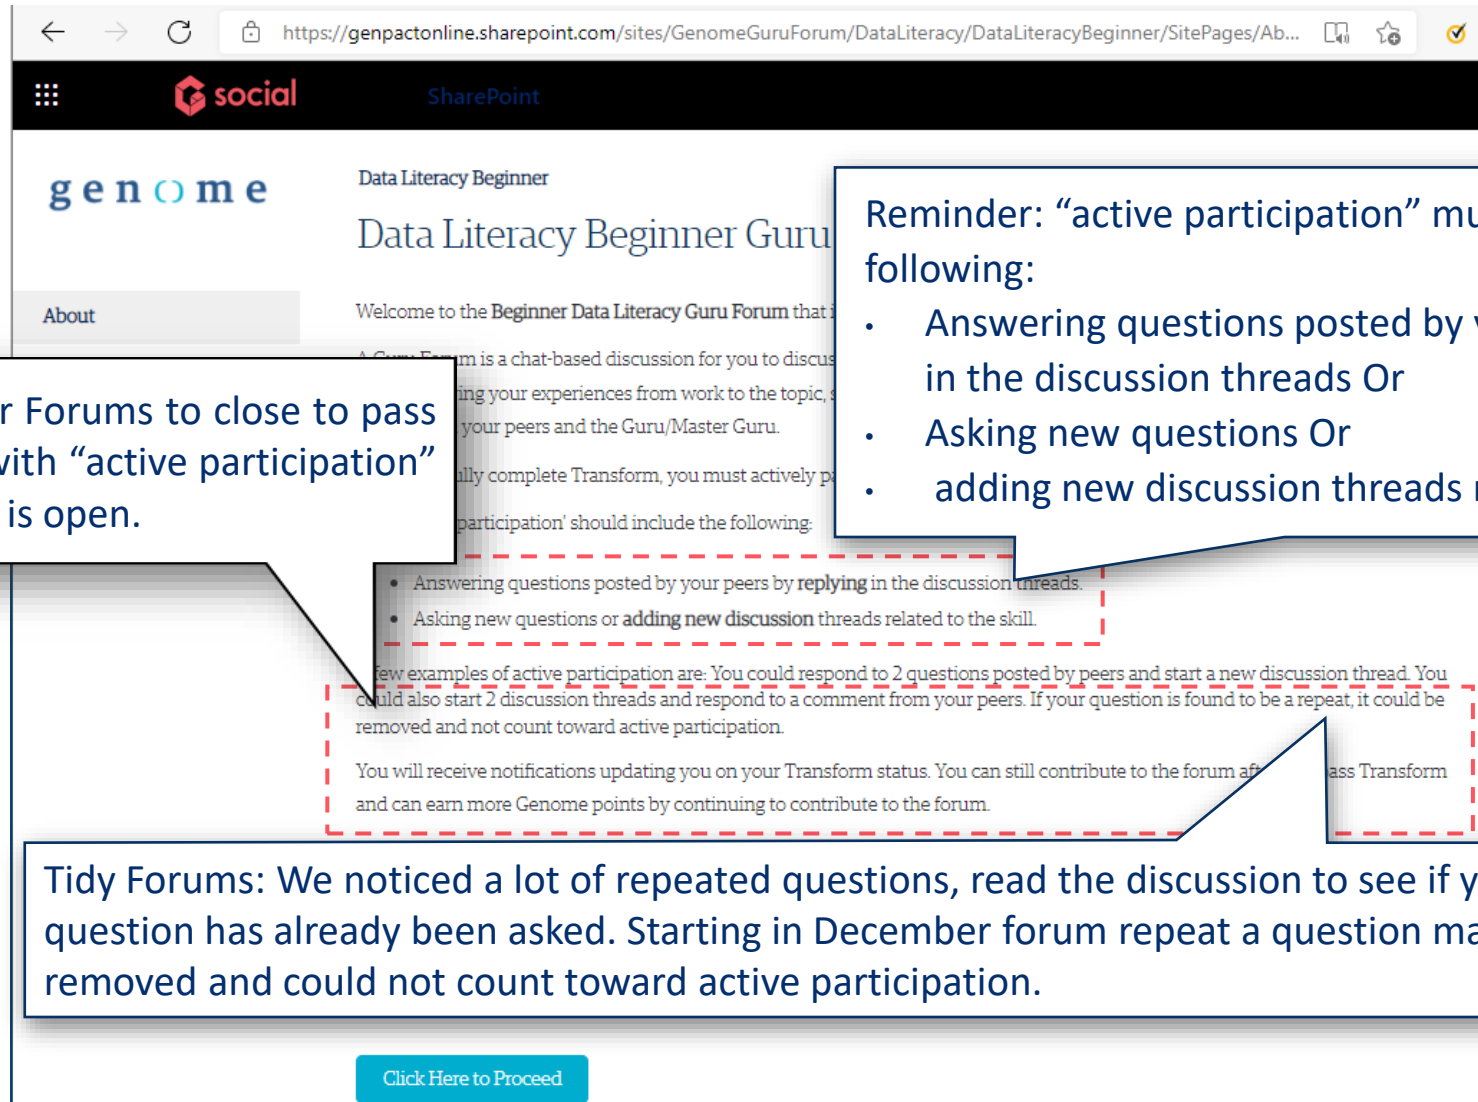 https://genpactonline.sharepoint.com/sites/GenomeGuruForum/DataLiteracy/DataLiteracyBeginner/SitePages/Ab...
social
SharePoint
genome
Data Literacy Beginner
Data Literacy Beginner Guru
About
Welcome to the Beginner Data Literacy Guru Forum that
m is a chat-based discussion for you to discus
ing your experiences from work to the topic, s
your peers and the Guru/Master Guru.
lly complete Transform, you must actively pa
participation' should include the following:
Answering questions posted by your peers by replying in the discussion threads.
Asking new questions or adding new discussion threads related to the skill.
few examples of active participation are: You could respond to 2 questions posted by peers and start a new discussion thread. You
could also start 2 discussion threads and respond to a comment from your peers. If your question is found to be a repeat, it could be
removed and not count toward active participation.
You will receive notifications updating you on your Transform status. You can still contribute to the forum aft ass Transform
and can earn more Genome points by continuing to contribute to the forum.
Reminder: “active participation” mu
following:
• Answering questions posted by
in the discussion threads Or
• Asking new questions Or
• adding new discussion threads
r Forums to close to pass
with “active participation”
is open.
Tidy Forums: We noticed a lot of repeated questions, read the discussion to see if y
question has already been asked. Starting in December forum repeat a question ma
removed and could not count toward active participation.
Click Here to Proceed